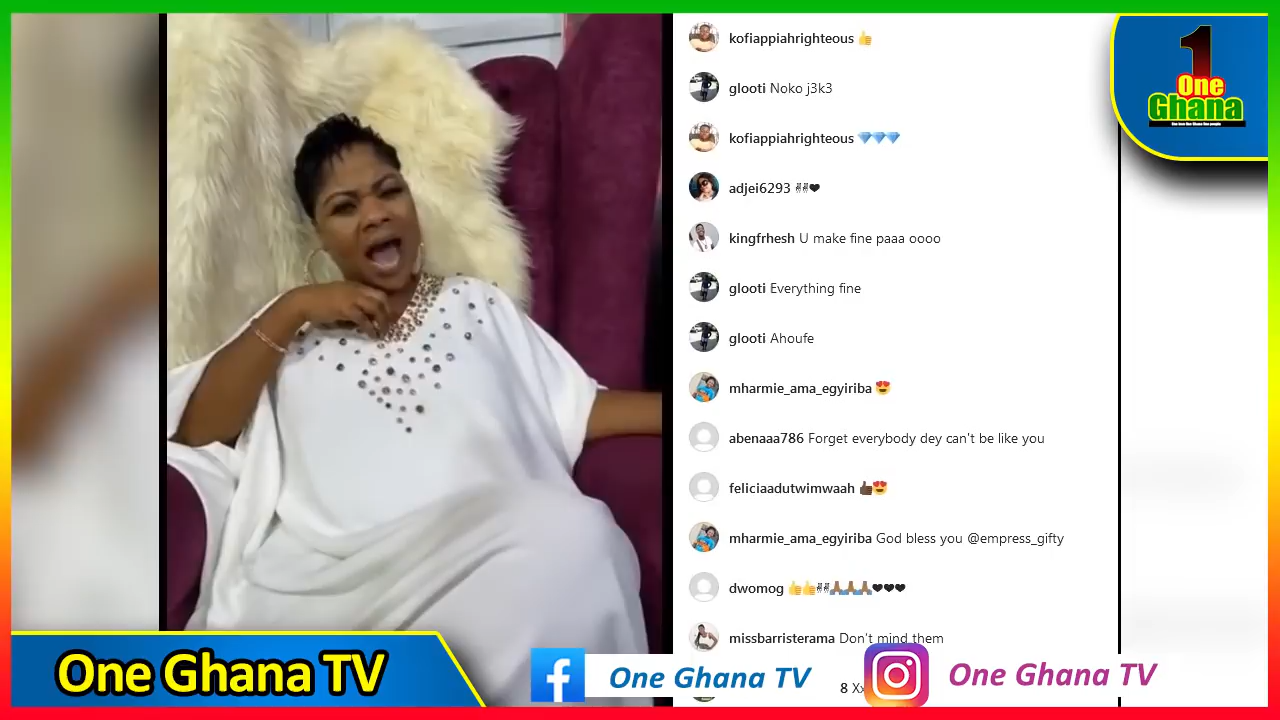 kofiappiahrighteous 👍
glooti Noko j3k3
kofiappiahrighteous 💎💎💎
adjei6293 ✌✌❤
kingfrhesh U make fine paaa oooo
glooti Everything fine
glooti Ahoufe
mharmie_ama_egyiriba 😍
abenaaa786 Forget everybody dey can't be like you
feliciaadutwimwaah 👍🏿😍
mharmie_ama_egyiriba God bless you @empress_gifty
dwomog 👍👍✌✌🙏🏽🙏🏽🙏🏽❤❤❤
missbarristerama Don't mind them
8
1
One
Ghana
One Ghana TV
One Ghana TV
One Ghana TV